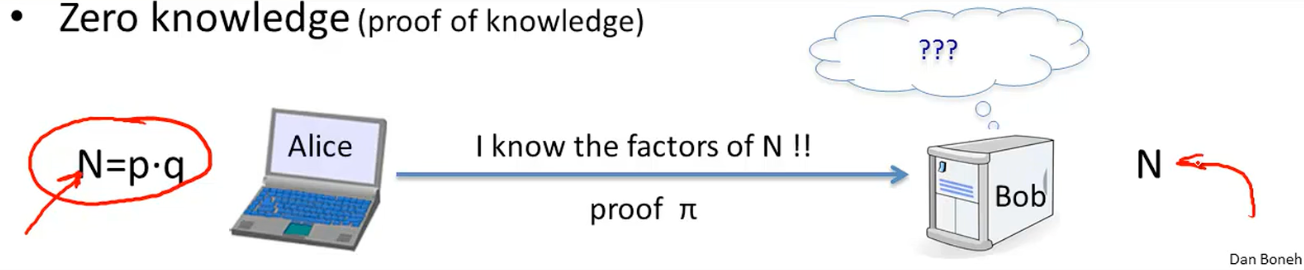 • Zero knowledge (proof of knowledge)
???
N=p·q
Alice
I know the factors of N !!
proof π
Bob
N
Dan Boneh